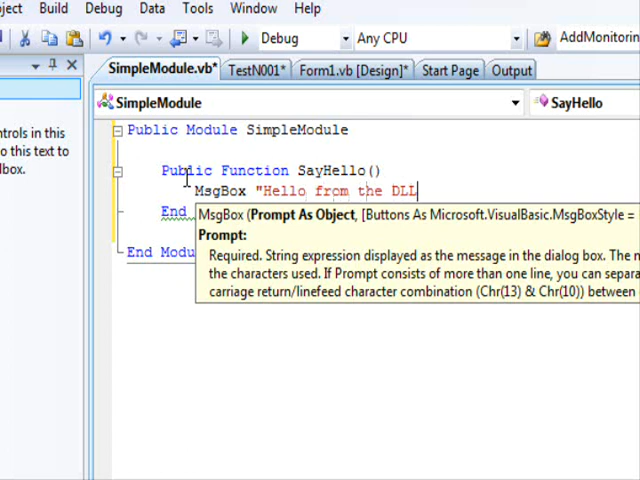 oject Build Debug Data Tools Window Help
Debug Any CPU AddMonitorin
SimpleModule.vb* TestN001* Form1.vb [Design]* Start Page Output
SimpleModule SayHello
ntrols in this
o this text to
lbox.
Public Module SimpleModule
Public Function SayHello()
MsgBox "Hello from the DLL
End
MsgBox (Prompt As Object, [Buttons As Microsoft.VisualBasic.MsgBoxStyle =
Prompt:
Required. String expression displayed as the message in the dialog box. The
the characters used. If Prompt consists of more than one line, you can separa
carriage return/linefeed character combination (Chr(13) & Chr(10)) between
End Modu